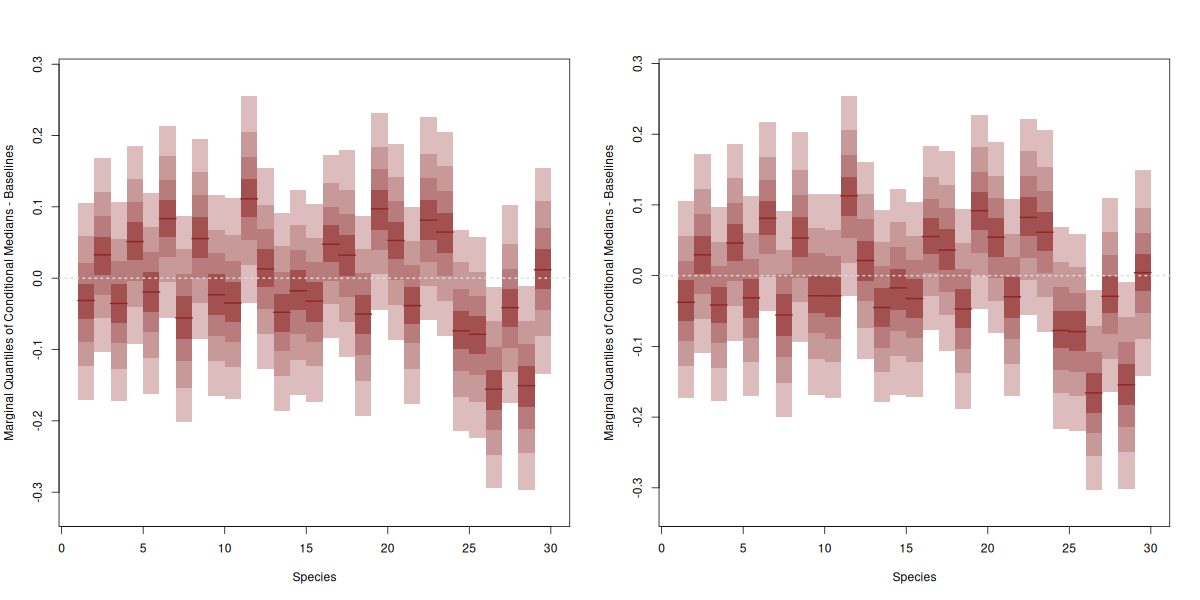 Marginal Quantiles of Conditional Medians - Baselines
0.3
0.2
0.1
0.0
-0.1
-0.2
-0.3
0 5 10 15 20 25 30
Species
Marginal Quantiles of Conditional Medians - Baselines
0.3
0.2
0.1
0.0
-0.1
-0.2
-0.3
0 5 10 15 20 25 30
Species